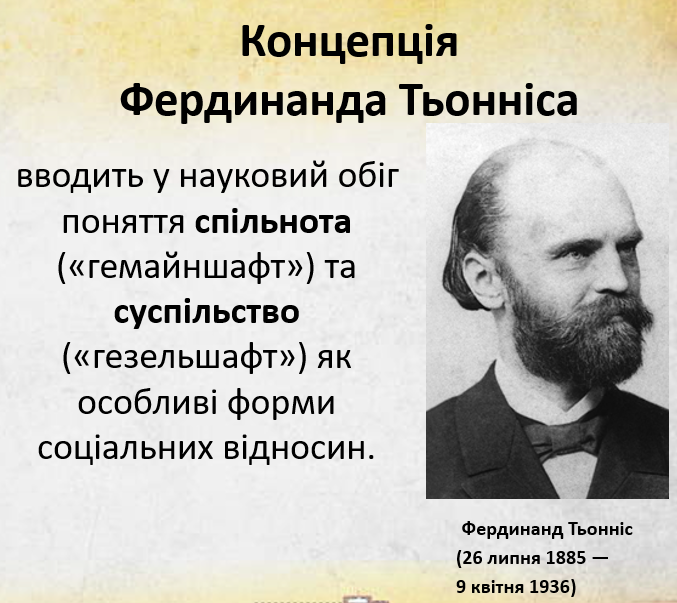 Концепція
Фердинанда Тьонніса
вводить у науковий обіг
поняття спільнота
(«гемайншафт») та
суспільство
(«гезельшафт») як
особливі форми
соціальних відносин.
Фердинанд Тьонніс
(26 липня 1885 —
9 квітня 1936)